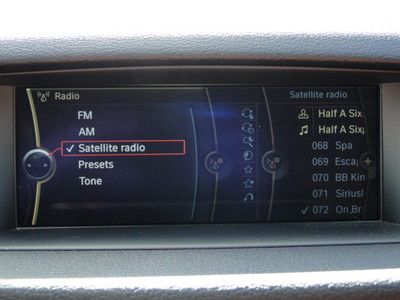 Radio
Satellite radio
FM
AM
✓ Satellite radio
Presets
Tone
Half A Six
Half A Six
068 Spa
069 Esca +
070 BB Kin
071 Sirius
✓ 072 On Br